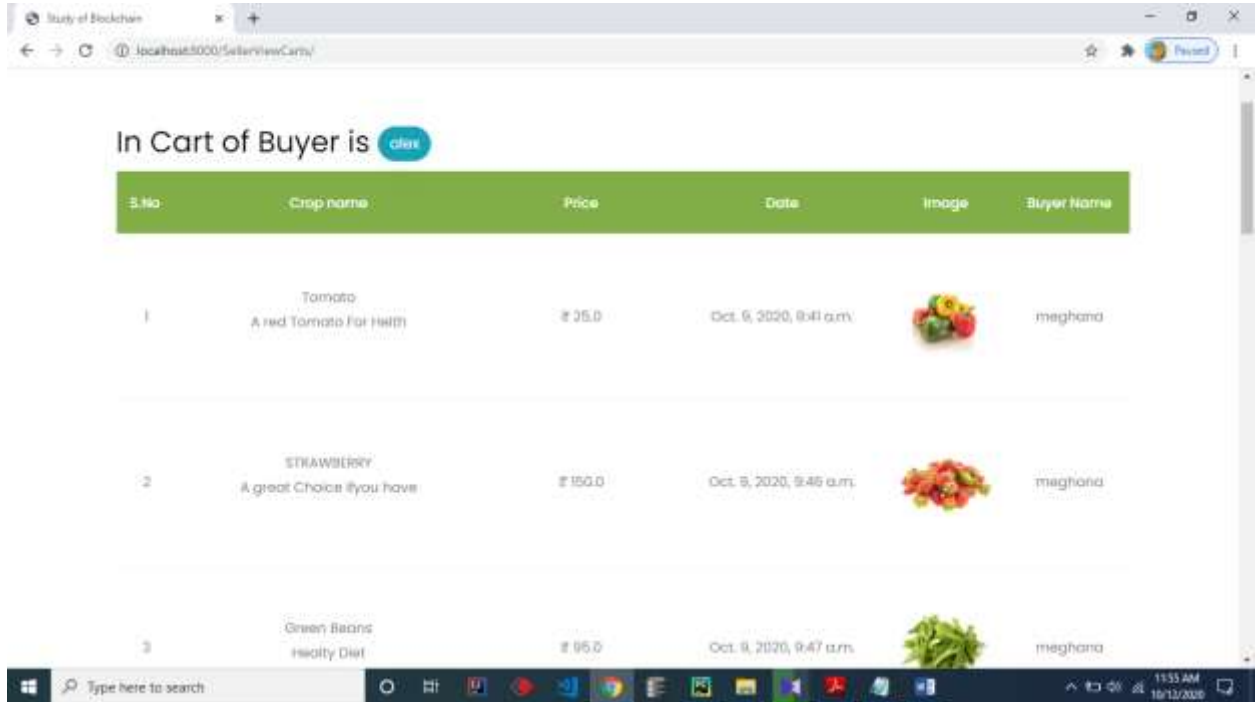 Study of Blockchain
localhost:8000/SellerViewCarts/
Paused
In Cart of Buyer is alex
S.No Crop name Price Date Image Buyer Name
1 Tomato ₹ 25.0 Oct. 9, 2020, 9:41 a.m. meghana
A red Tomato For Helth
2 STRAWBERRY ₹ 150.0 Oct. 9, 2020, 9:46 a.m. meghana
A great Choice ifyou have
3 Green Beans ₹ 95.0 Oct. 9, 2020, 9:47 a.m. meghana
Healty Diet
Type here to search
11:55 AM
10/12/2020